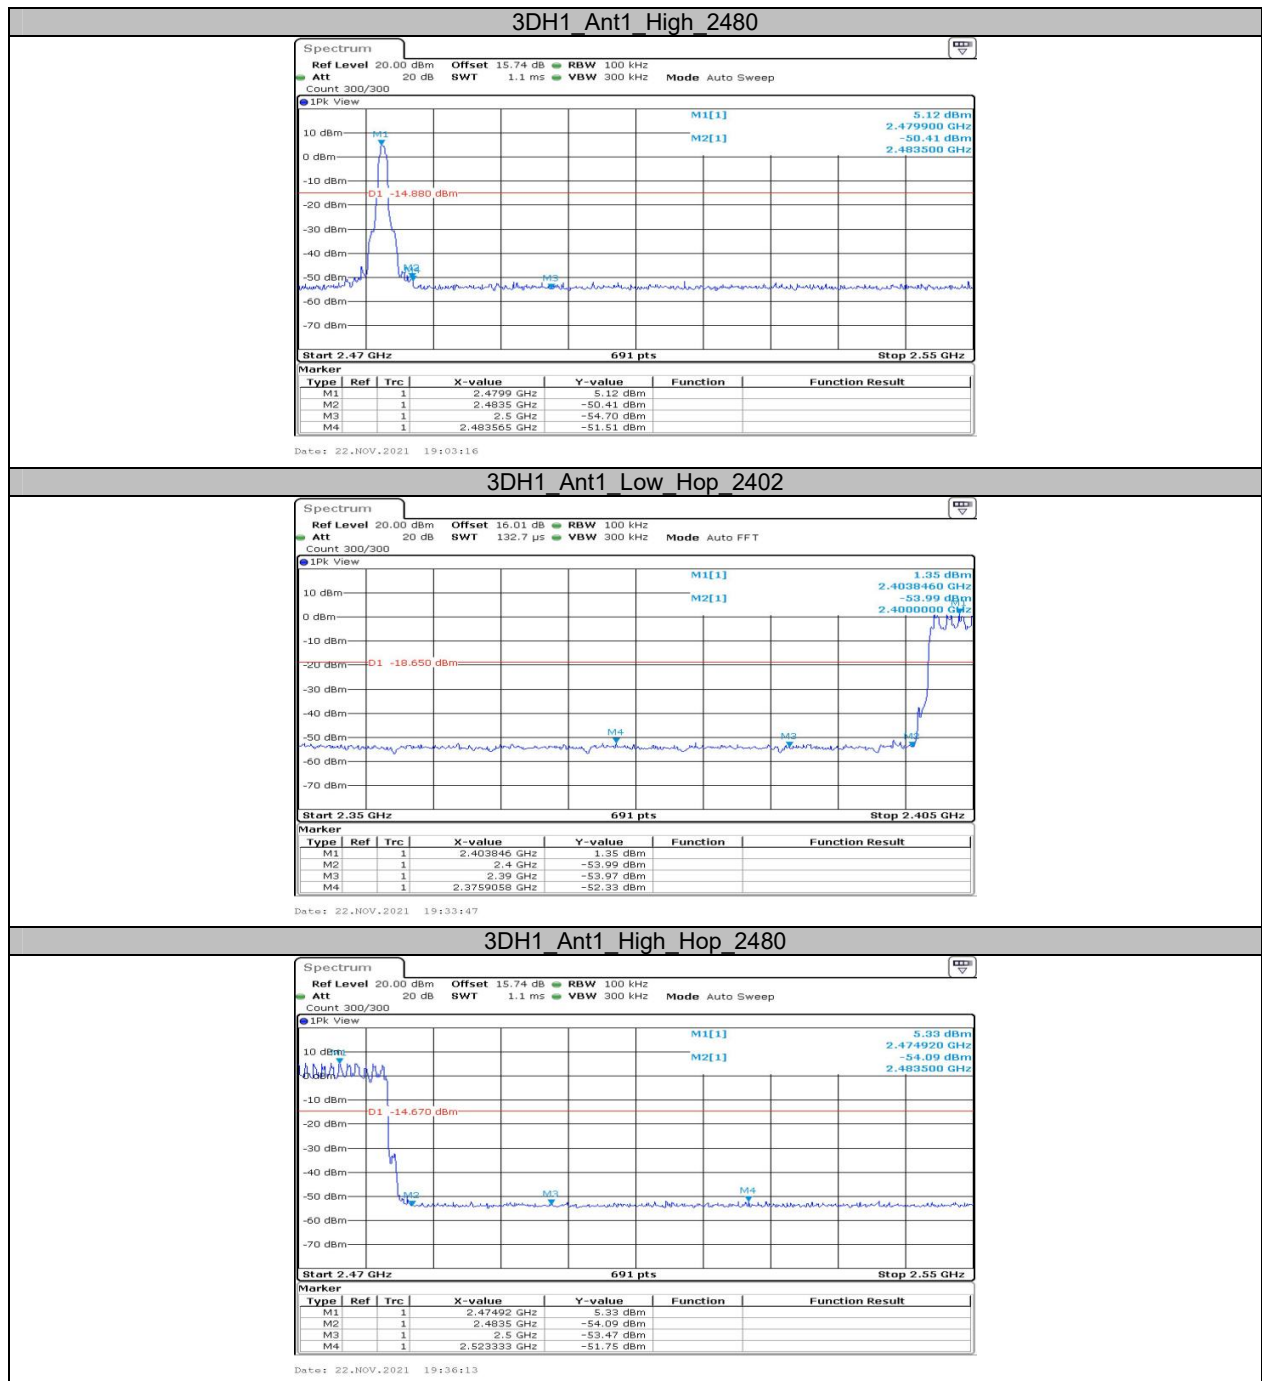 3DH1_Ant1_High_2480
Spectrum
Ref Level 20.00 dBm Offset 15.74 dB RBW 100 kHz
Att 20 dB SWT 1.1 ms VBW 300 kHz Mode Auto Sweep
Count 300/300
1Pk View
M1[1] 5.12 dBm
2.479900 GHz
10 dBm
M1
M2[1] -50.41 dBm
2.483500 GHz
0 dBm
-10 dBm
D1 -14.880 dBm
-20 dBm
-30 dBm
-40 dBm
-50 dBm
M3
-60 dBm
-70 dBm
Start 2.47 GHz 691 pts Stop 2.55 GHz
Marker
Type Ref Trc X-value Y-value Function Function Result
M1 1 2.4799 GHz 5.12 dBm
M2 1 2.4835 GHz -50.41 dBm
M3 1 2.5 GHz -54.70 dBm
M4 1 2.483565 GHz -51.51 dBm
Date: 22.NOV.2021 19:03:16
3DH1_Ant1_Low_Hop_2402
Spectrum
Ref Level 20.00 dBm Offset 16.01 dB RBW 100 kHz
Att 20 dB SWT 132.7 µs VBW 300 kHz Mode Auto FFT
Count 300/300
1Pk View
M1[1] 1.35 dBm
2.4038460 GHz
10 dBm
M2[1] -53.99 dBm
2.4000000 GHz
0 dBm
-10 dBm
-20 dBm
D1 -18.650 dBm
-30 dBm
-40 dBm
-50 dBm
M4
M3
M2
-60 dBm
-70 dBm
Start 2.35 GHz 691 pts Stop 2.405 GHz
Marker
Type Ref Trc X-value Y-value Function Function Result
M1 1 2.403846 GHz 1.35 dBm
M2 1 2.4 GHz -53.99 dBm
M3 1 2.39 GHz -53.97 dBm
M4 1 2.3759058 GHz -52.33 dBm
Date: 22.NOV.2021 19:33:47
3DH1_Ant1_High_Hop_2480
Spectrum
Ref Level 20.00 dBm Offset 15.74 dB RBW 100 kHz
Att 20 dB SWT 1.1 ms VBW 300 kHz Mode Auto Sweep
Count 300/300
1Pk View
M1[1] 5.33 dBm
2.474920 GHz
10 dBm
M2[1] -54.09 dBm
2.483500 GHz
0 dBm
-10 dBm
D1 -14.670 dBm
-20 dBm
-30 dBm
-40 dBm
-50 dBm
M2
M3
M4
-60 dBm
-70 dBm
Start 2.47 GHz 691 pts Stop 2.55 GHz
Marker
Type Ref Trc X-value Y-value Function Function Result
M1 1 2.47492 GHz 5.33 dBm
M2 1 2.4835 GHz -54.09 dBm
M3 1 2.5 GHz -53.47 dBm
M4 1 2.523333 GHz -51.75 dBm
Date: 22.NOV.2021 19:36:13